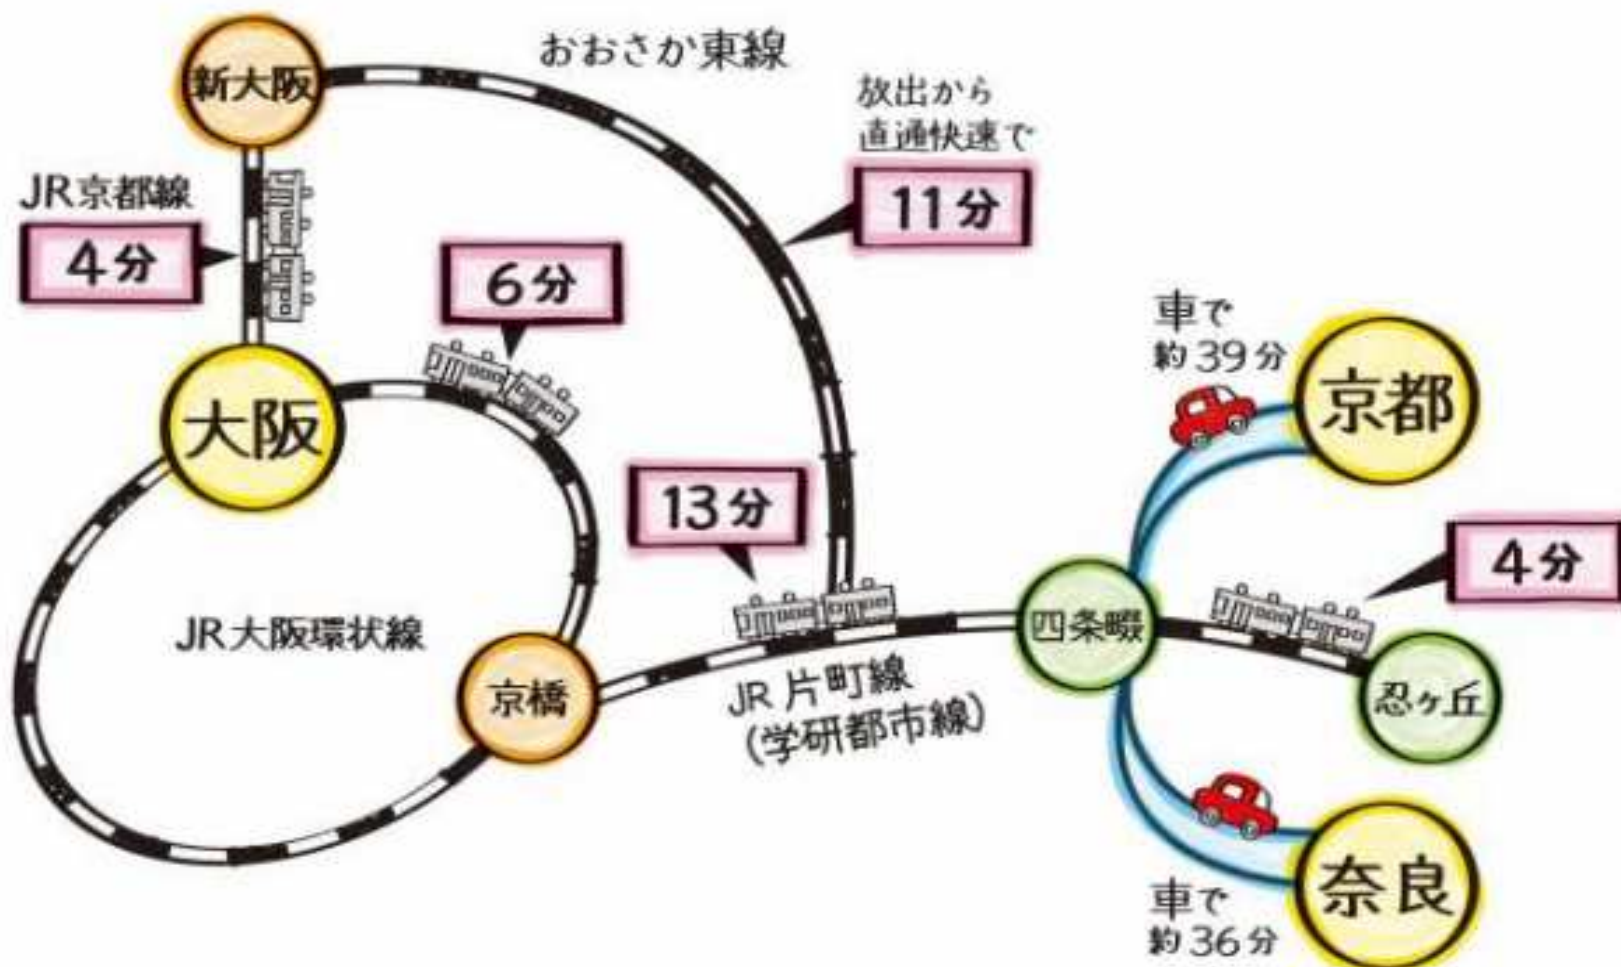 おおさか東線
新大阪
放出から
直通快速で
11分
JR京都線
4分
6分
車で
約39分
京都
大阪
13分
4分
四条畷
JR大阪環状線
京橋
JR片町線
(学研都市線)
忍ヶ丘
車で
約36分
奈良